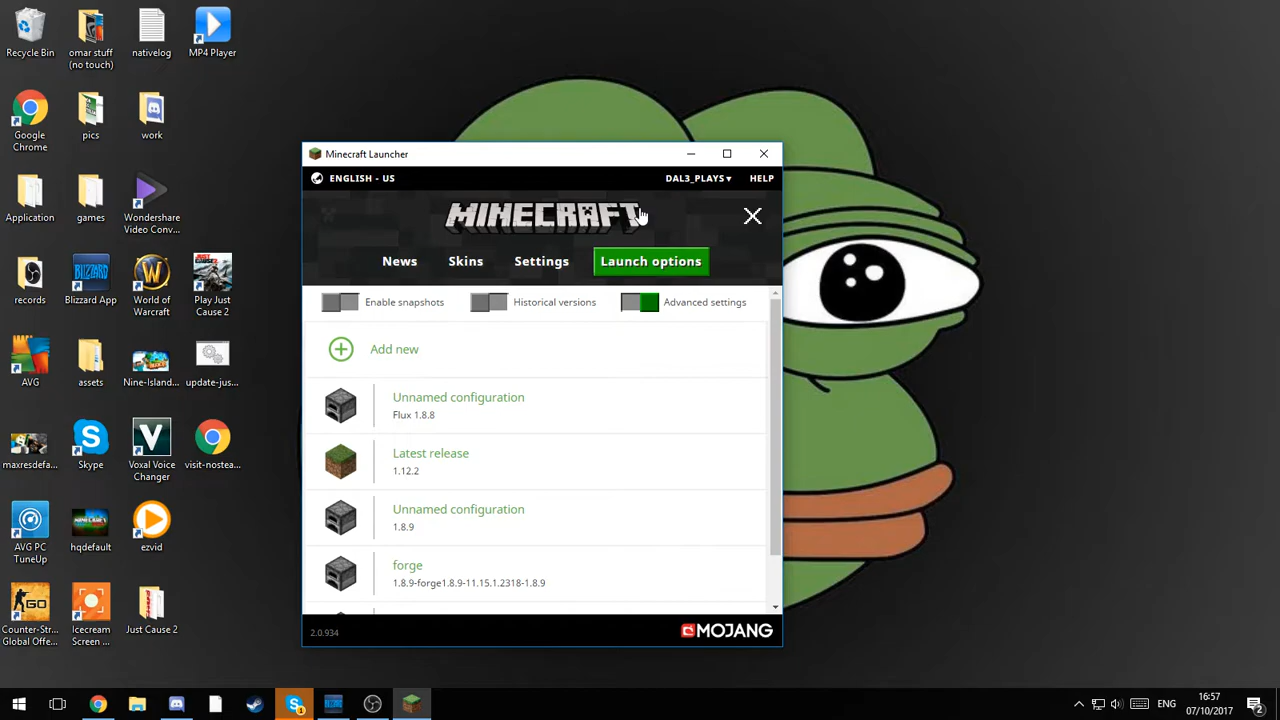 Recycle Bin
omar stuff
(no touch)
nativelog
MP4 Player
Google
Chrome
pics
work
Application
games
Wondershare
Video Conv...
records
Blizzard App
World of
Warcraft
Play Just
Cause 2
AVG
assets
Nine-Island...
update-jus...
maxresdefa...
Skype
Voxal Voice
Changer
visit-nostea...
AVG PC
TuneUp
hqdefault
ezvid
Counter-Str...
Global Offe...
Icecream
Screen ...
Just Cause 2
Minecraft Launcher
ENGLISH - US
DAL3_PLAYS
HELP
MINECRAFT
News
Skins
Settings
Launch options
Enable snapshots
Historical versions
Advanced settings
Add new
Unnamed configuration
Flux 1.8.8
Latest release
1.12.2
Unnamed configuration
1.8.9
forge
1.8.9-forge1.8.9-11.15.1.2318-1.8.9
2.0.934
MOJANG
ENG
16:57
07/10/2017
2